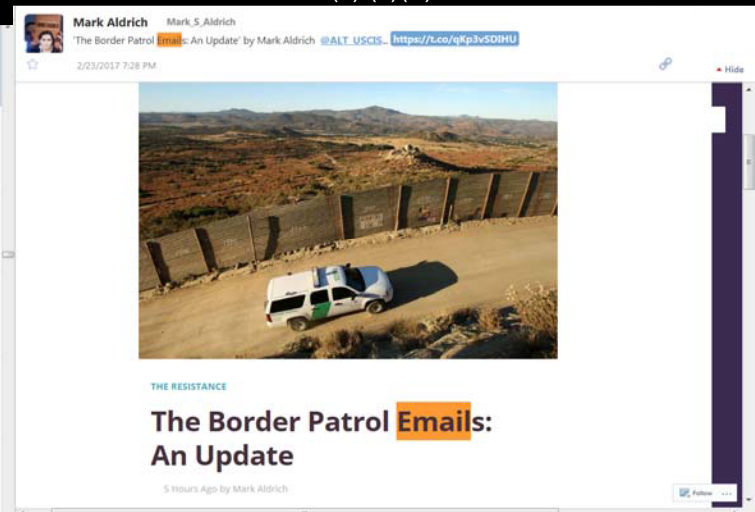 Mark Aldrich Mark_S_Aldrich
'The Border Patrol Emails: An Update' by Mark Aldrich @ALT_USCIS... https://t.co/qKp3vSDIHU
2/23/2017 7:28 PM
Hide
THE RESISTANCE
The Border Patrol Emails:
An Update
5 Hours Ago by Mark Aldrich
Follow ...